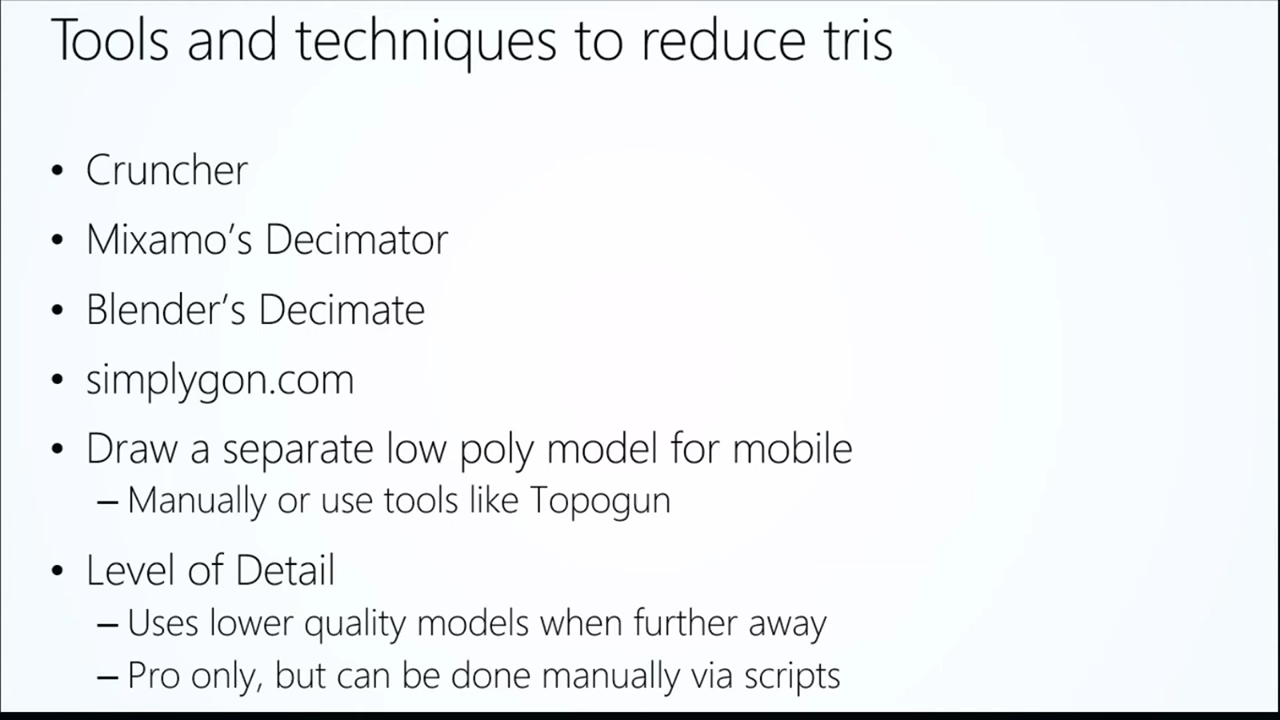 Tools and techniques to reduce tris
• Cruncher
• Mixamo's Decimator
• Blender's Decimate
• simplygon.com
• Draw a separate low poly model for mobile
– Manually or use tools like Topogun
• Level of Detail
– Uses lower quality models when further away
– Pro only, but can be done manually via scripts